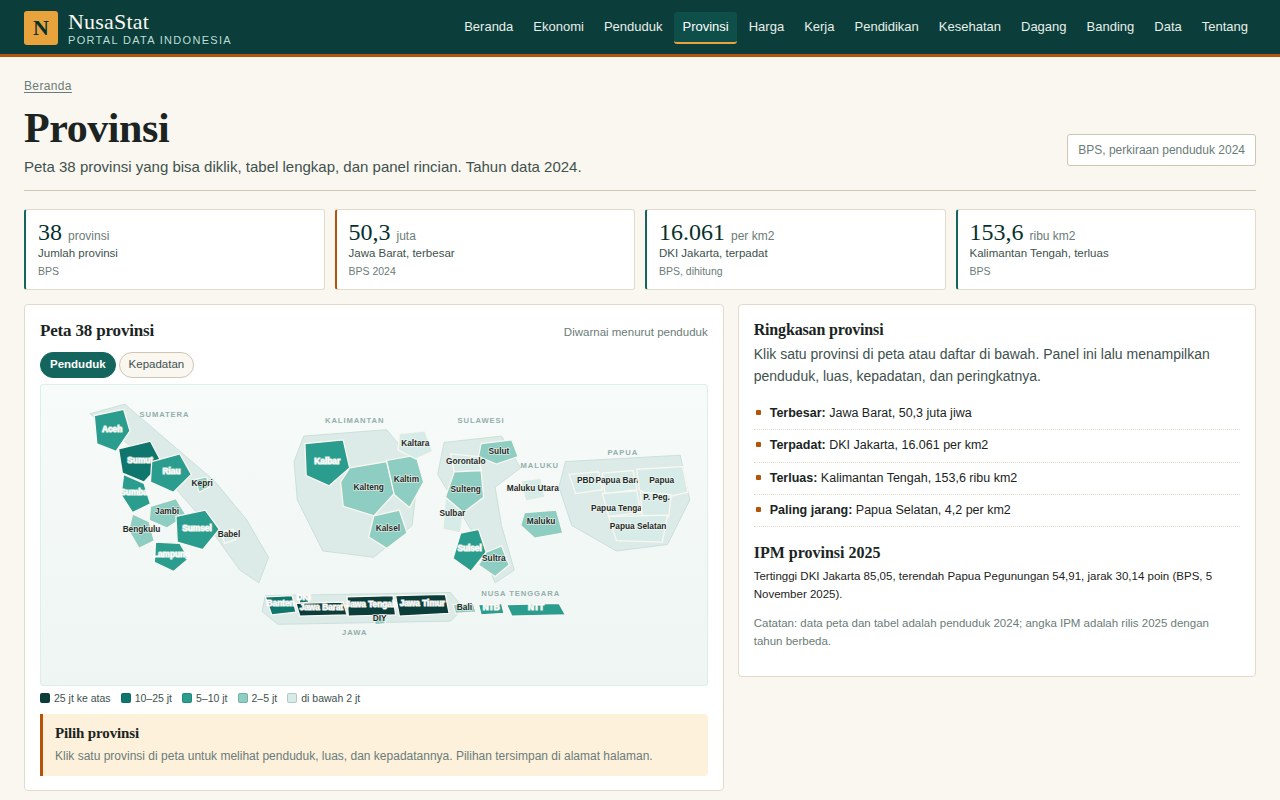 N
NusaStat
PORTAL DATA INDONESIA
Beranda Ekonomi Penduduk Provinsi Harga Kerja Pendidikan Kesehatan Dagang Banding Data Tentang
Beranda
Provinsi
Peta 38 provinsi yang bisa diklik, tabel lengkap, dan panel rincian. Tahun data 2024.
BPS, perkiraan penduduk 2024
38 provinsi
Jumlah provinsi
BPS
50,3 juta
Jawa Barat, terbesar
BPS 2024
16.061 per km2
DKI Jakarta, terpadat
BPS, dihitung
153,6 ribu km2
Kalimantan Tengah, terluas
BPS
Peta 38 provinsi
Diwarnai menurut penduduk
Penduduk Kepadatan
SUMATERA
KALIMANTAN
SULAWESI
MALUKU
PAPUA
NUSA TENGGARA
JAWA
Aceh
Sumut
Riau
Kepri
Jambi
Bengkulu
Sumsel
Babel
Kalbar
Kalteng
Kaltara
Kaltim
Kalsel
Gorontalo
Sulut
Sulteng
Sulbar
Sulsel
Sultra
Maluku Utara
Maluku
PBD
Papua Bar
Papua
P. Peg.
Papua Tenga
Papua Selatan
Banten
Jawa Barat
Jawa Tenga
DIY
Jawa Timur
Bali
NTB
NTT
25 jt ke atas 10–25 jt 5–10 jt 2–5 jt di bawah 2 jt
Pilih provinsi
Klik satu provinsi di peta untuk melihat penduduk, luas, dan kepadatannya. Pilihan tersimpan di alamat halaman.
Ringkasan provinsi
Klik satu provinsi di peta atau daftar di bawah. Panel ini lalu menampilkan
penduduk, luas, kepadatan, dan peringkatnya.
Terbesar: Jawa Barat, 50,3 juta jiwa
Terpadat: DKI Jakarta, 16.061 per km2
Terluas: Kalimantan Tengah, 153,6 ribu km2
Paling jarang: Papua Selatan, 4,2 per km2
IPM provinsi 2025
Tertinggi DKI Jakarta 85,05, terendah Papua Pegunungan 54,91, jarak 30,14 poin (BPS, 5
November 2025).
Catatan: data peta dan tabel adalah penduduk 2024; angka IPM adalah rilis 2025 dengan
tahun berbeda.